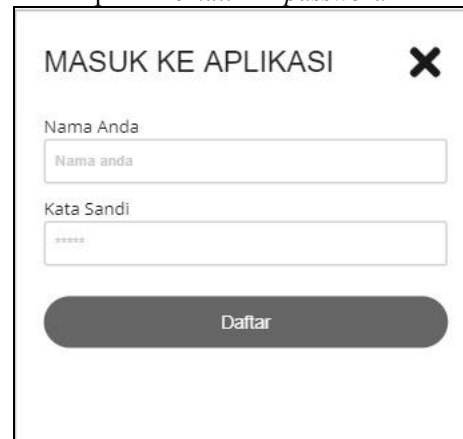 MASUK KE APLIKASI
Nama Anda
Nama anda
Kata Sandi
*****
Daftar